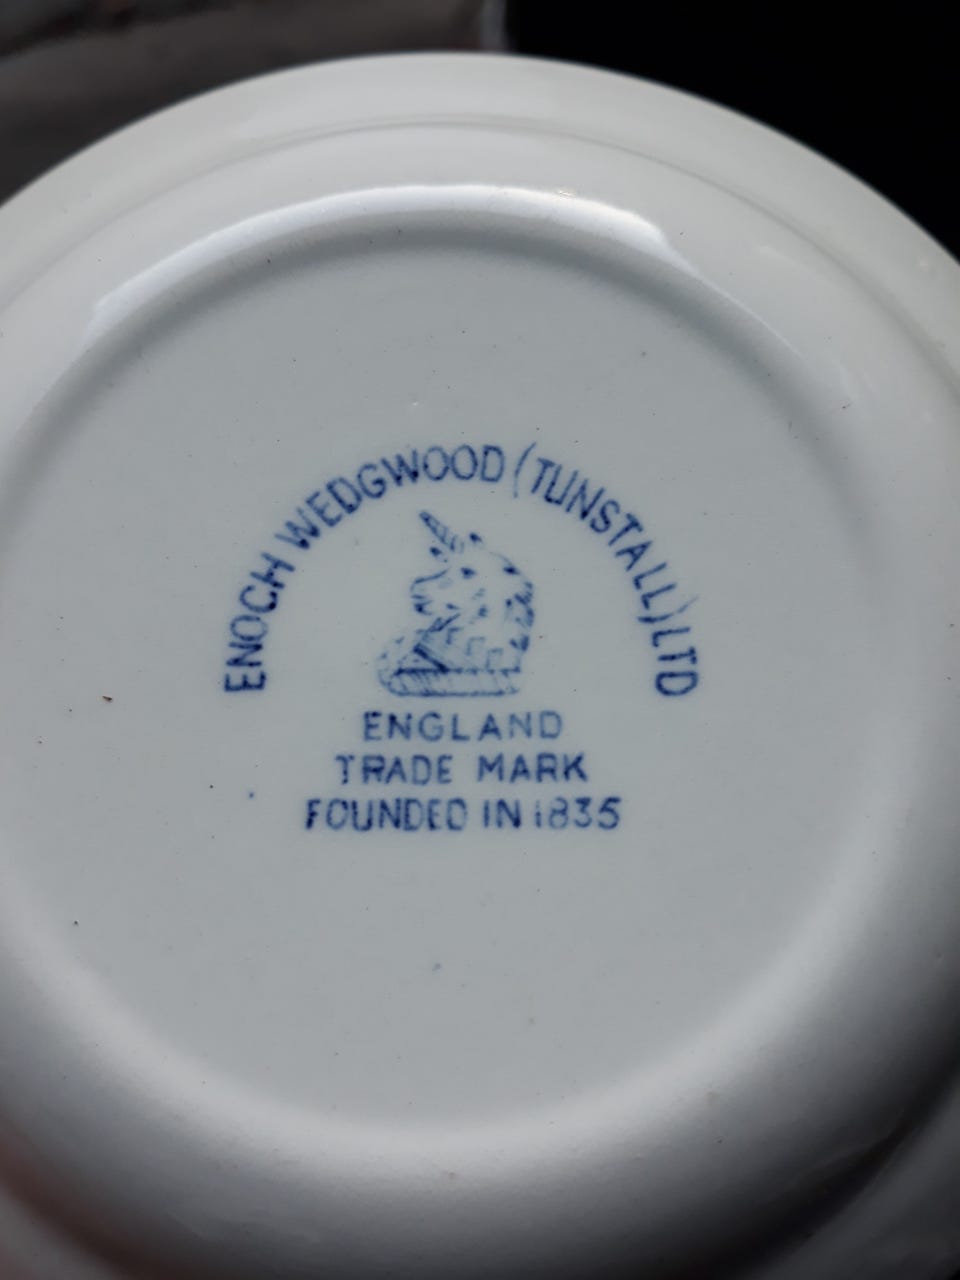 ENOCH WEDGWOOD (TUNSTALL) LTD
ENGLAND
TRADE MARK
FOUNDED IN 1835